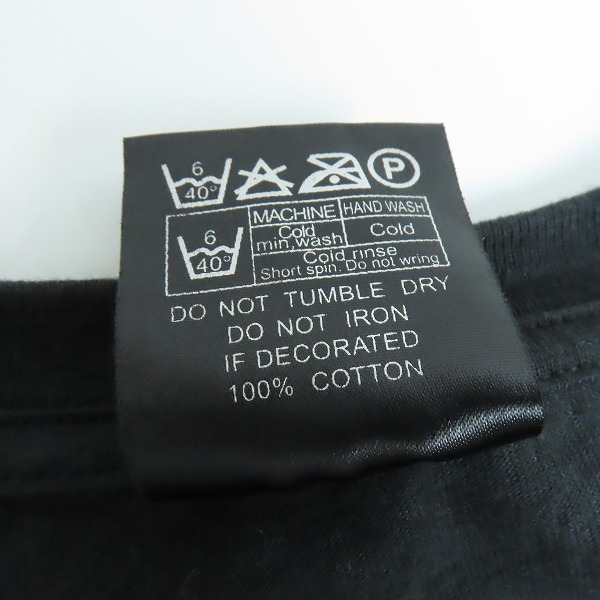 6 40° P
6 40° MACHINE HAND WASH
Cold min,wash Cold
Cold rinse
Short spin. Do not wring
DO NOT TUMBLE DRY
DO NOT IRON
IF DECORATED
100% COTTON